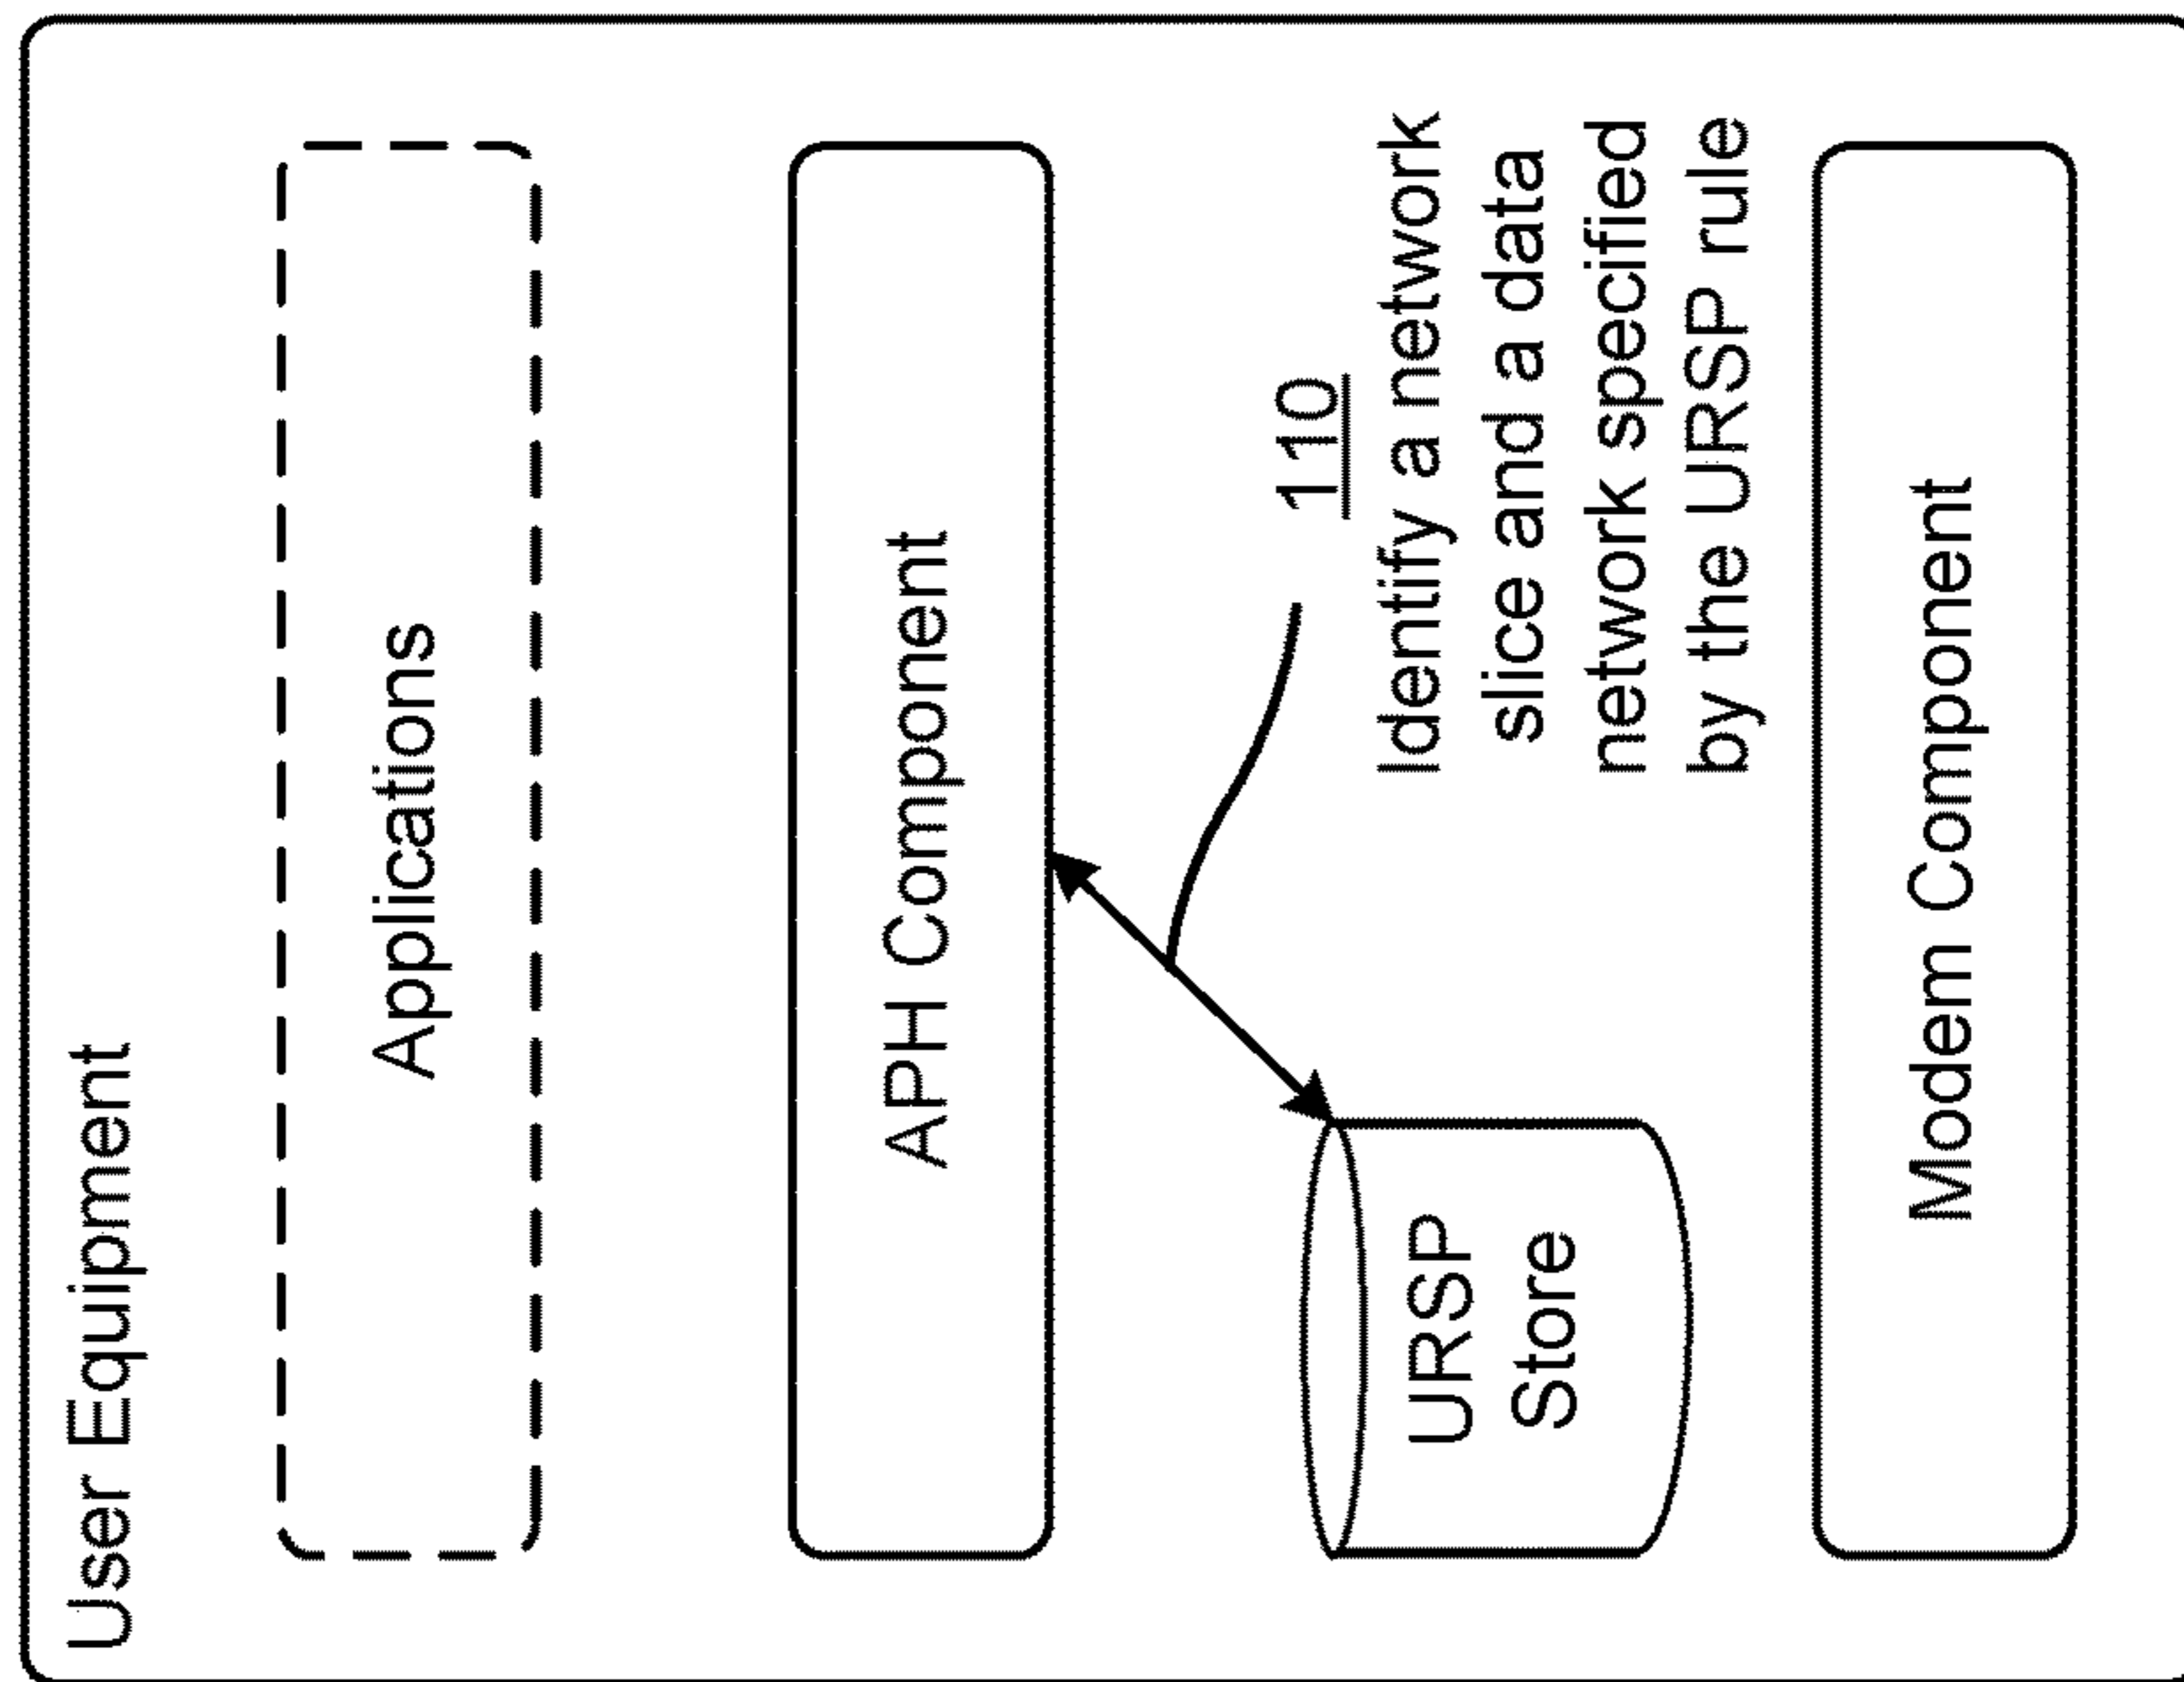 User Equipment
Applications
APH Component
110
Identify a network
slice and a data
network specified
by the URSP rule
URSP
Store
Modem Component